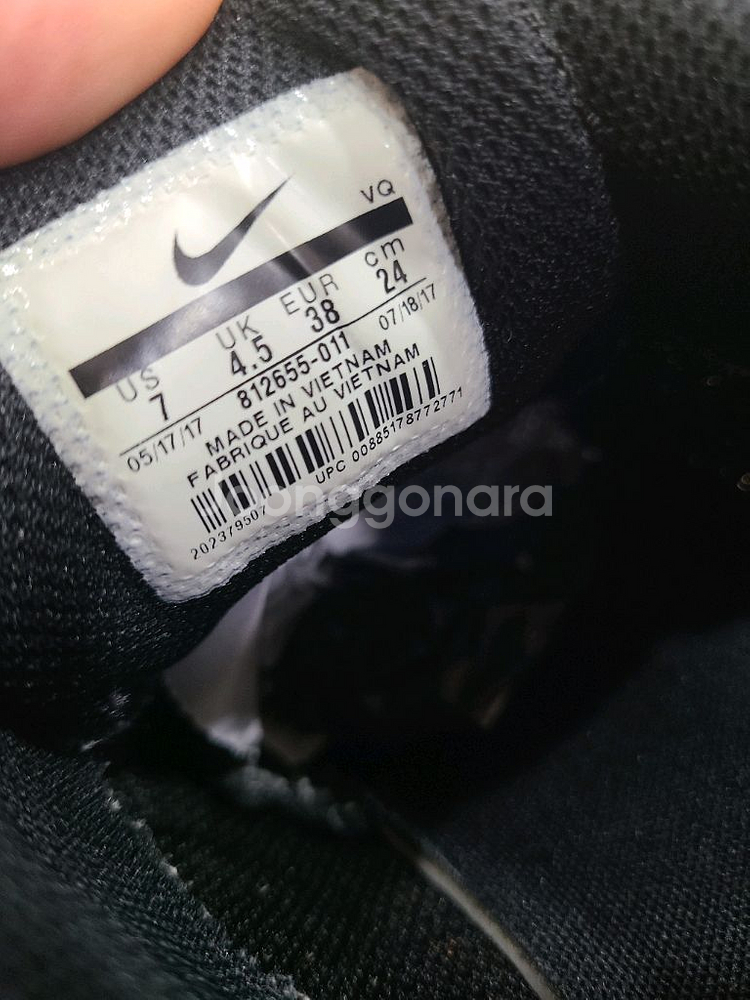 VQ
US UK EUR cm
7 4.5 38 24
812655-011
05/17/17 07/18/17
MADE IN VIETNAM
FABRIQUE AU VIETNAM
UPC 00885178772771
202379507
joonggonara